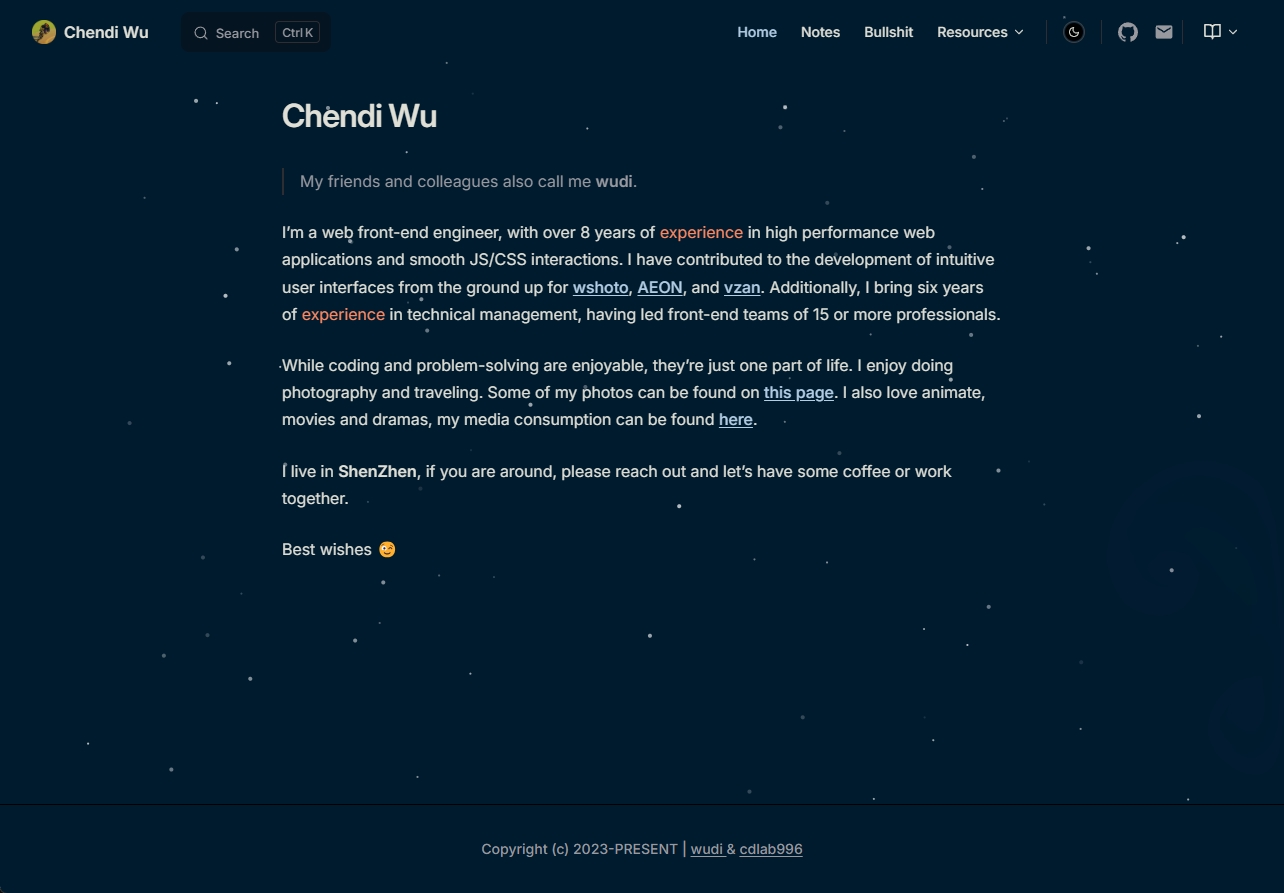 Chendi Wu
Search Ctrl K
Home Notes Bullshit Resources
Chendi Wu
My friends and colleagues also call me wudi.
I’m a web front-end engineer, with over 8 years of experience in high performance web
applications and smooth JS/CSS interactions. I have contributed to the development of intuitive
user interfaces from the ground up for wshoto, AEON, and vzan. Additionally, I bring six years
of experience in technical management, having led front-end teams of 15 or more professionals.
While coding and problem-solving are enjoyable, they’re just one part of life. I enjoy doing
photography and traveling. Some of my photos can be found on this page. I also love animate,
movies and dramas, my media consumption can be found here.
I live in ShenZhen, if you are around, please reach out and let’s have some coffee or work
together.
Best wishes 😉
Copyright (c) 2023-PRESENT | wudi & cdlab996